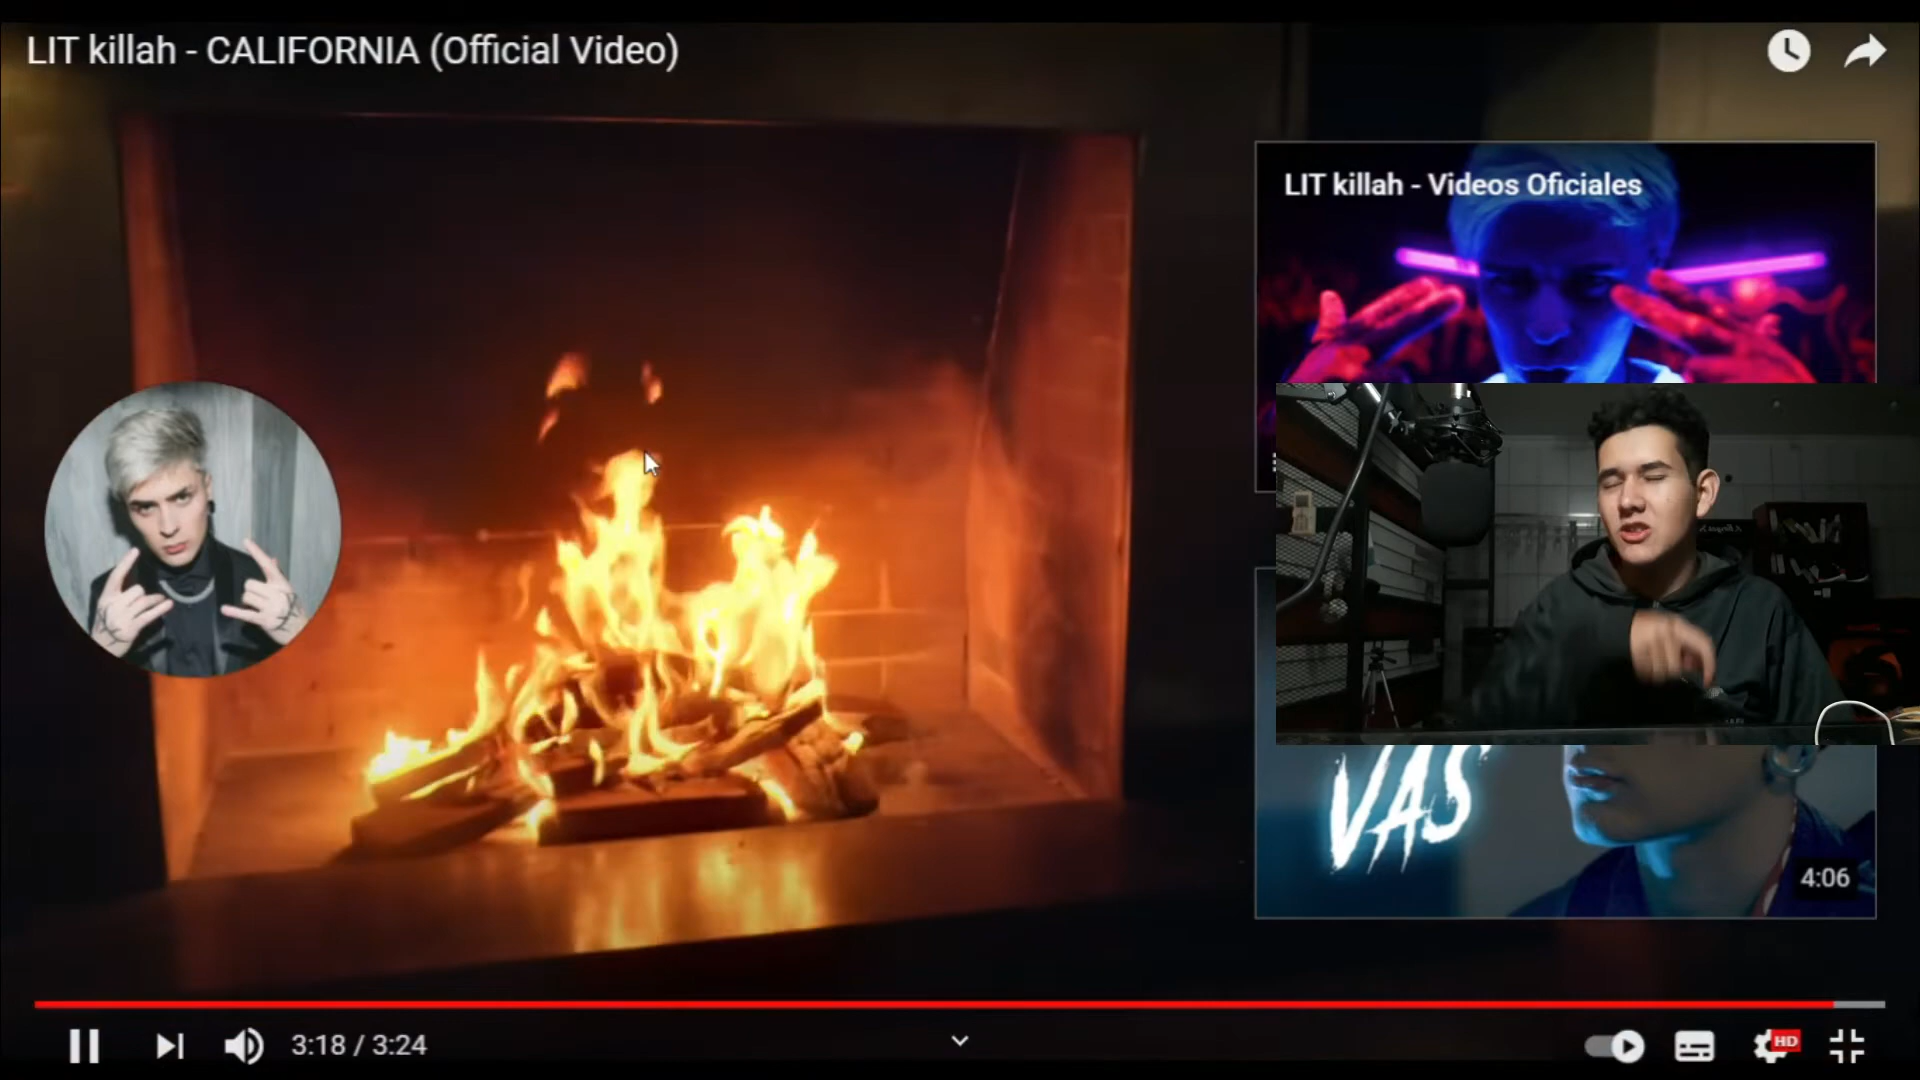 LIT killah - CALIFORNIA (Official Video)
LIT killah - Videos Oficiales
VAS
4:06
3:18 / 3:24
HD